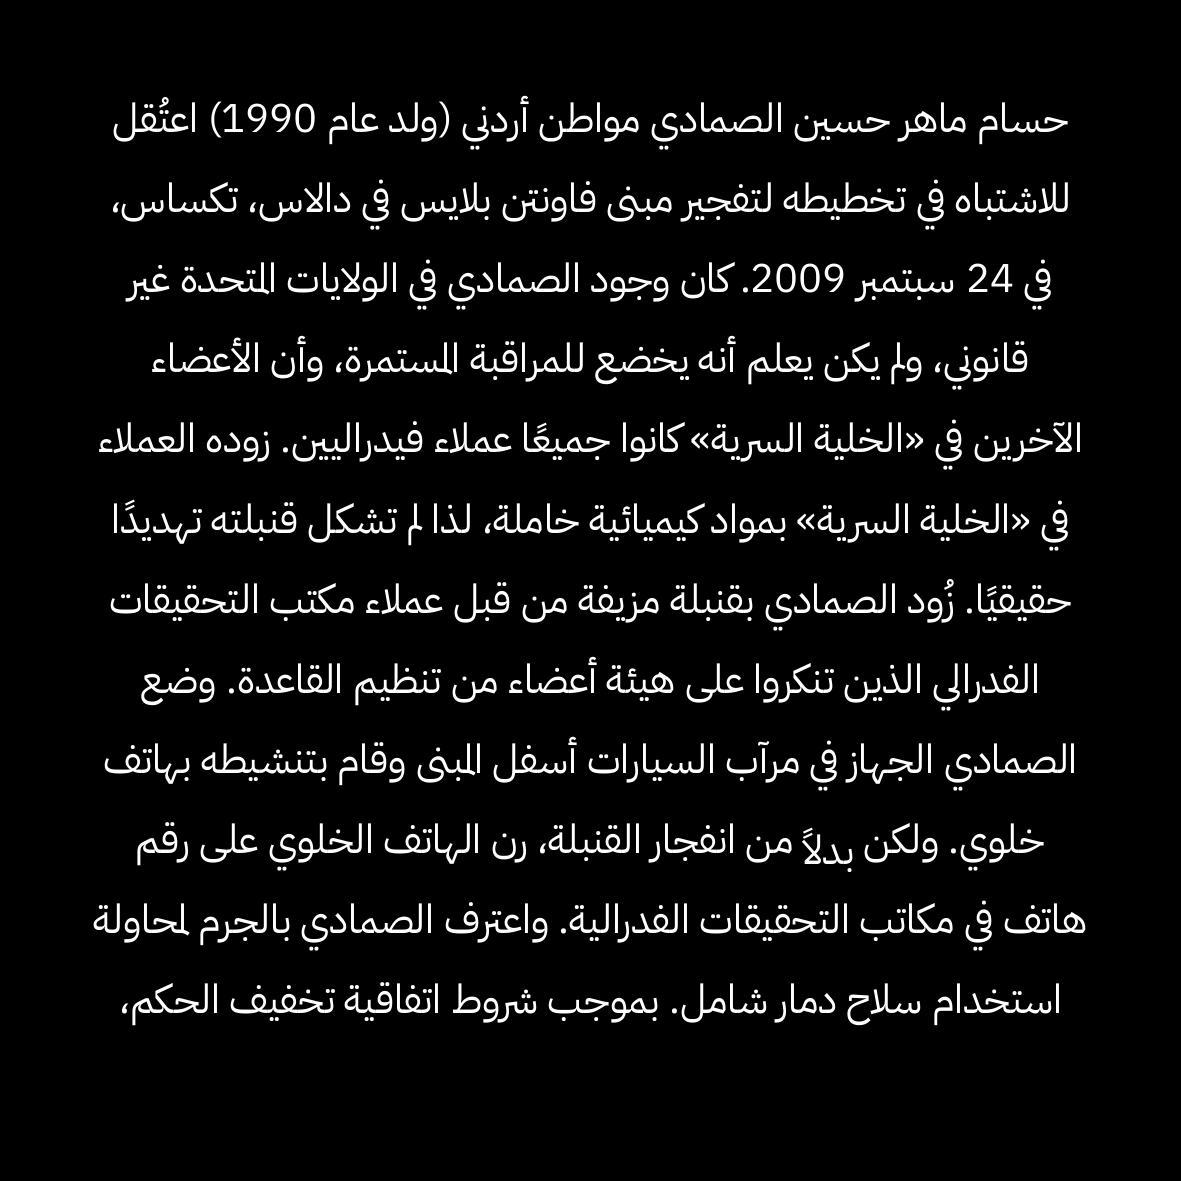 حسام ماهر حسين الصمادي مواطن أردني (ولد عام 1990) اعتُقل
للاشتباه في تخطيطه لتفجير مبنى فاونتن بلايس في دالاس، تكساس،
في 24 سبتمبر 2009. كان وجود الصمادي في الولايات المتحدة غير
قانوني، ولم يكن يعلم أنه يخضع للمراقبة المستمرة، وأن الأعضاء
الآخرين في «الخلية السرية» كانوا جميعًا عملاء فيدراليين. زوده العملاء
في «الخلية السرية» بمواد كيميائية خاملة، لذا لم تشكل قنبلته تهديدًا
حقيقيًا. زُود الصمادي بقنبلة مزيفة من قبل عملاء مكتب التحقيقات
الفدرالي الذين تنكروا على هيئة أعضاء من تنظيم القاعدة. وضع
الصمادي الجهاز في مرآب السيارات أسفل المبنى وقام بتنشيطه بهاتف
خلوي. ولكن بدلاً من انفجار القنبلة، رن الهاتف الخلوي على رقم
هاتف في مكاتب التحقيقات الفدرالية. واعترف الصمادي بالجرم لمحاولة
استخدام سلاح دمار شامل. بموجب شروط اتفاقية تخفيف الحكم،